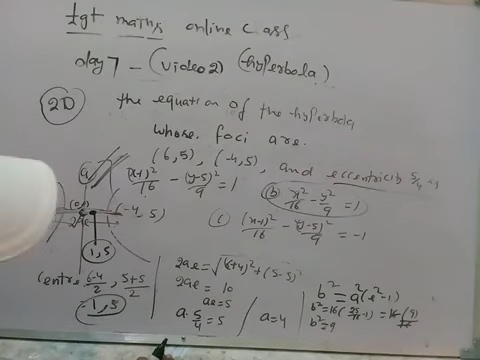 tgt maths online class
day 7 - (video 2) (hyperbola)
(20) the equation of the hyperbola
whose foci are.
(6,5), (-4,5), and eccentricity 5/4 is
(a) (x-1)²/16 - (y-5)²/9 = 1
(b) x²/16 - y²/9 = 1
(c) (x-1)²/16 - (y-5)²/9 = -1
(-4,5)
1,5
centre 6-4/2, 5+5/2
(1,5)
2ae = √(6+4)² + (5-5)²
2ae = 10
ae = 5
a·5/4 = 5 / a = 4
b² = a²(e²-1)
b² = 16(25/16-1) = 16(9)/16
b² = 9